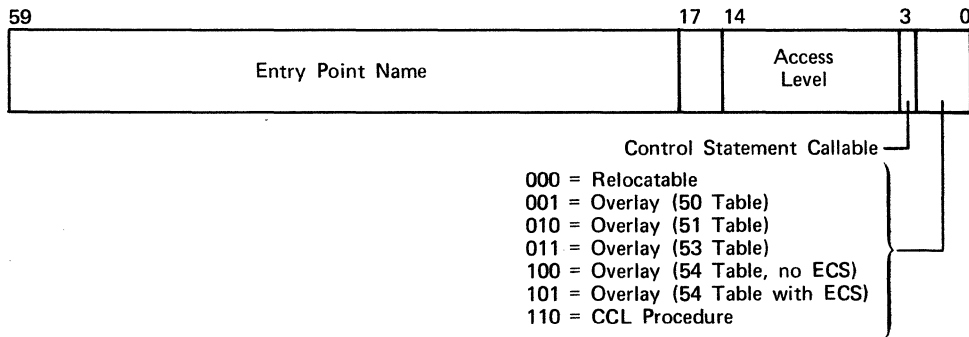 59 17 14 3 0
Entry Point Name
Access
Level
Control Statement Callable
000 = Relocatable
001 = Overlay (50 Table)
010 = Overlay (51 Table)
011 = Overlay (53 Table)
100 = Overlay (54 Table, no ECS)
101 = Overlay (54 Table with ECS)
110 = CCL Procedure